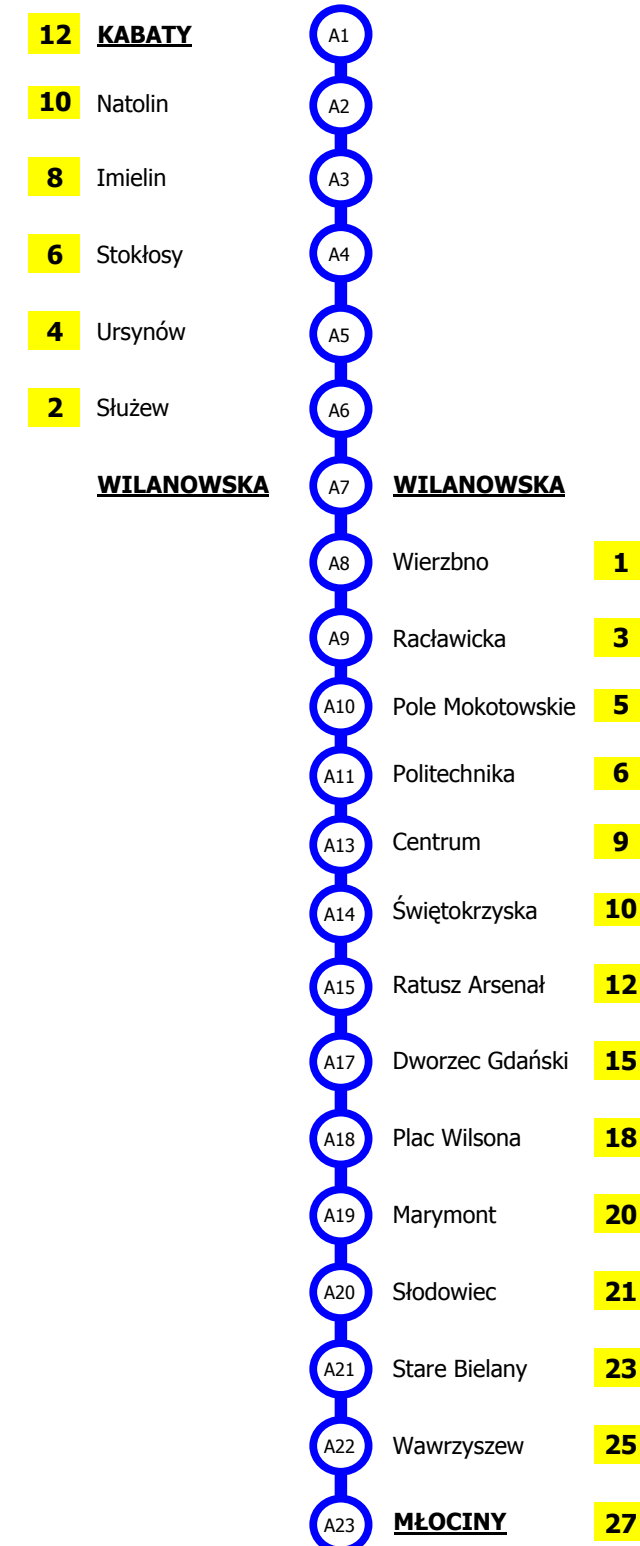 12 KABATY A1
10 Natolin A2
8 Imielin A3
6 Stokłosy A4
4 Ursynów A5
2 Służew A6
WILANOWSKA A7 WILANOWSKA
A8 Wierzbno 1
A9 Racławicka 3
A10 Pole Mokotowskie 5
A11 Politechnika 6
A13 Centrum 9
A14 Świętokrzyska 10
A15 Ratusz Arsenał 12
A17 Dworzec Gdański 15
A18 Plac Wilsona 18
A19 Marymont 20
A20 Słodowiec 21
A21 Stare Bielany 23
A22 Wawrzyszew 25
A23 MŁOCINY 27